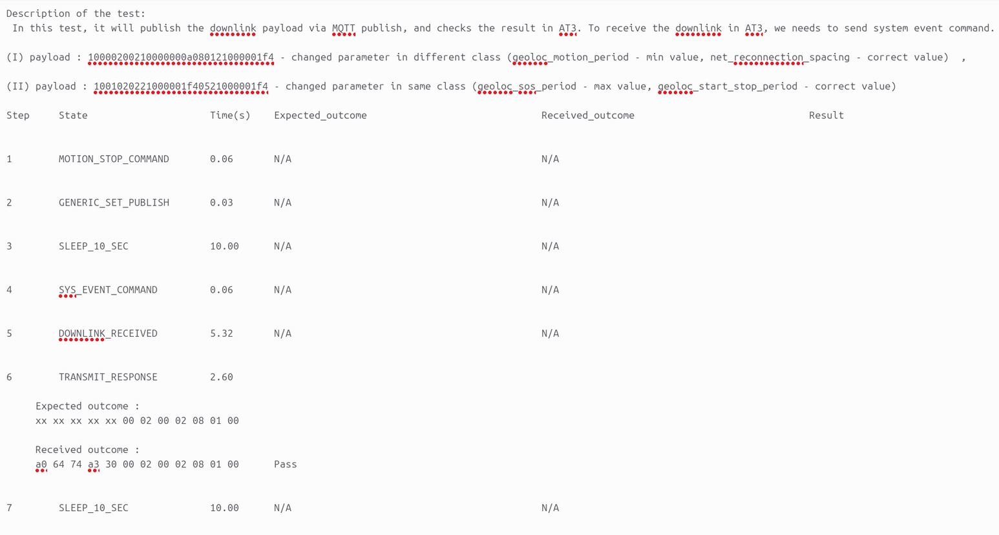 Description of the test:
In this test, it will publish the downlink payload via MQTT publish, and checks the result in AT3. To receive the downlink in AT3, we needs to send system event command.
(I) payload : 10000200210000000a080121000001f4 - changed parameter in different class (geoloc_motion_period - min value, net_reconnection_spacing - correct value)  ,
(II) payload : 1001020221000001f40521000001f4 - changed parameter in same class (geoloc_sos_period - max value, geoloc_start_stop_period - correct value)
Step State Time(s) Expected_outcome Received_outcome Result
1 MOTION_STOP_COMMAND 0.06 N/A N/A
2 GENERIC_SET_PUBLISH 0.03 N/A N/A
3 SLEEP_10_SEC 10.00 N/A N/A
4 SYS_EVENT_COMMAND 0.06 N/A N/A
5 DOWNLINK_RECEIVED 5.32 N/A N/A
6 TRANSMIT_RESPONSE 2.60
Expected outcome :
xx xx xx xx xx 00 02 00 02 08 01 00
Received outcome :
a0 64 74 a3 30 00 02 00 02 08 01 00 Pass
7 SLEEP_10_SEC 10.00 N/A N/A